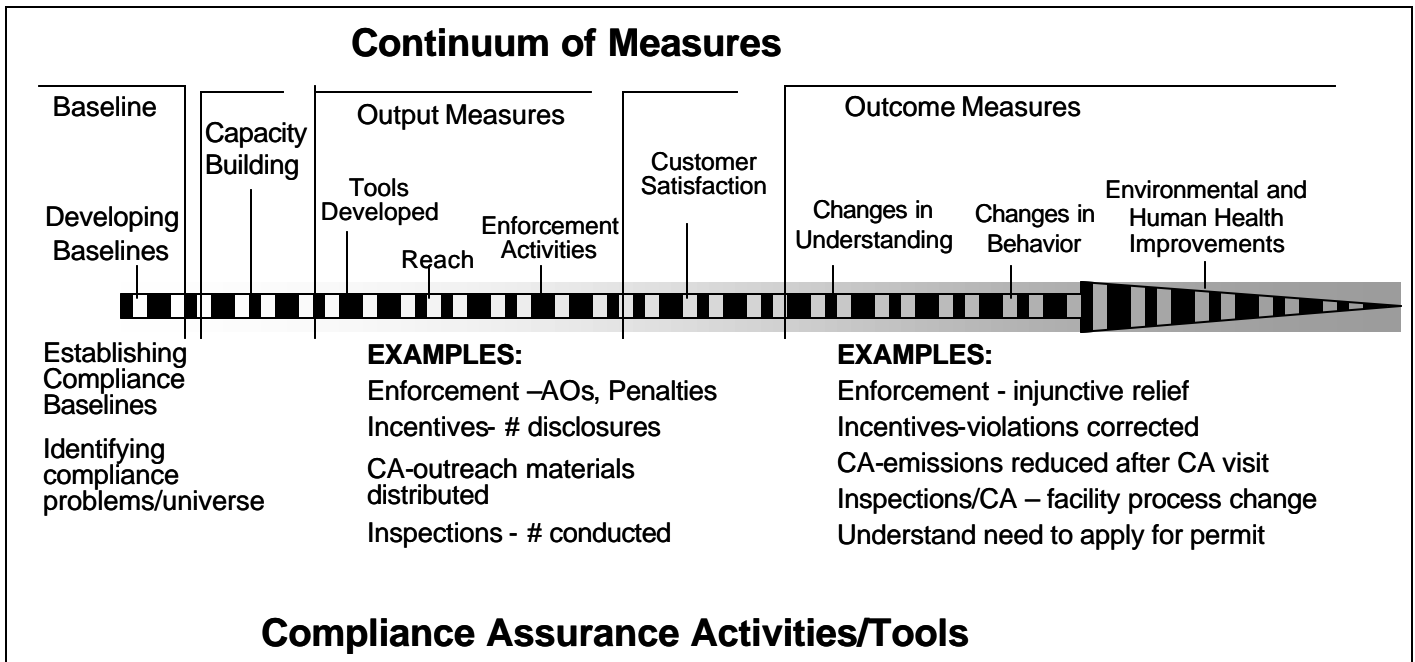 Continuum of Measures
Baseline
Capacity
Building
Output Measures
Customer
Satisfaction
Outcome Measures
Developing
Baselines
Tools
Developed
Reach
Enforcement
Activities
Changes in
Understanding
Changes in
Behavior
Environmental and
Human Health
Improvements
Establishing
Compliance
Baselines
Identifying
compliance
problems/universe
EXAMPLES:
Enforcement –AOs, Penalties
Incentives- # disclosures
CA-outreach materials
distributed
Inspections - # conducted
EXAMPLES:
Enforcement - injunctive relief
Incentives-violations corrected
CA-emissions reduced after CA visit
Inspections/CA – facility process change
Understand need to apply for permit
Compliance Assurance Activities/Tools